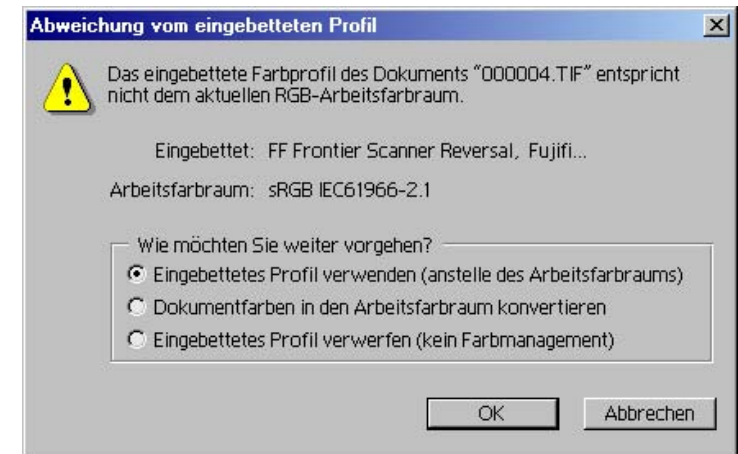 Abweichung vom eingebetteten Profil
Das eingebettete Farbprofil des Dokuments "000004.TIF" entspricht
nicht dem aktuellen RGB-Arbeitsfarbraum.
Eingebettet: FF Frontier Scanner Reversal, Fujifi...
Arbeitsfarbraum: sRGB IEC61966-2.1
Wie möchten Sie weiter vorgehen?
Eingebettetes Profil verwenden (anstelle des Arbeitsfarbraums)
Dokumentfarben in den Arbeitsfarbraum konvertieren
Eingebettetes Profil verwerfen (kein Farbmanagement)
OK Abbrechen